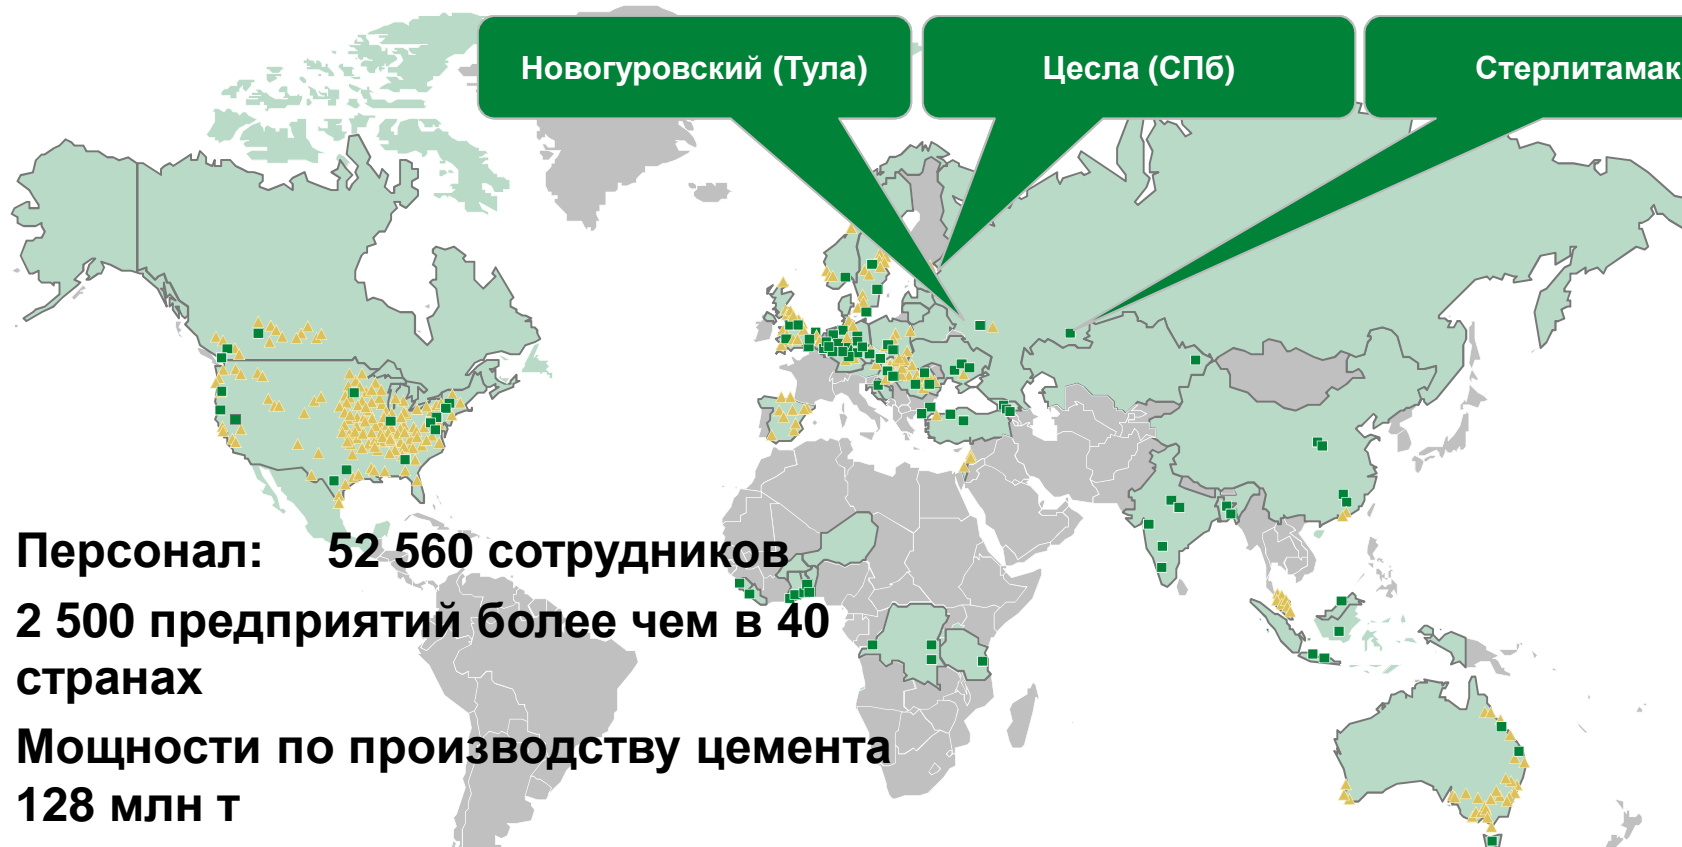 Новогуровский (Тула)
Цесла (СПб)
Стерлитамак
Персонал: 52 560 сотрудников
2 500 предприятий более чем в 40
странах
Мощности по производству цемента
128 млн т